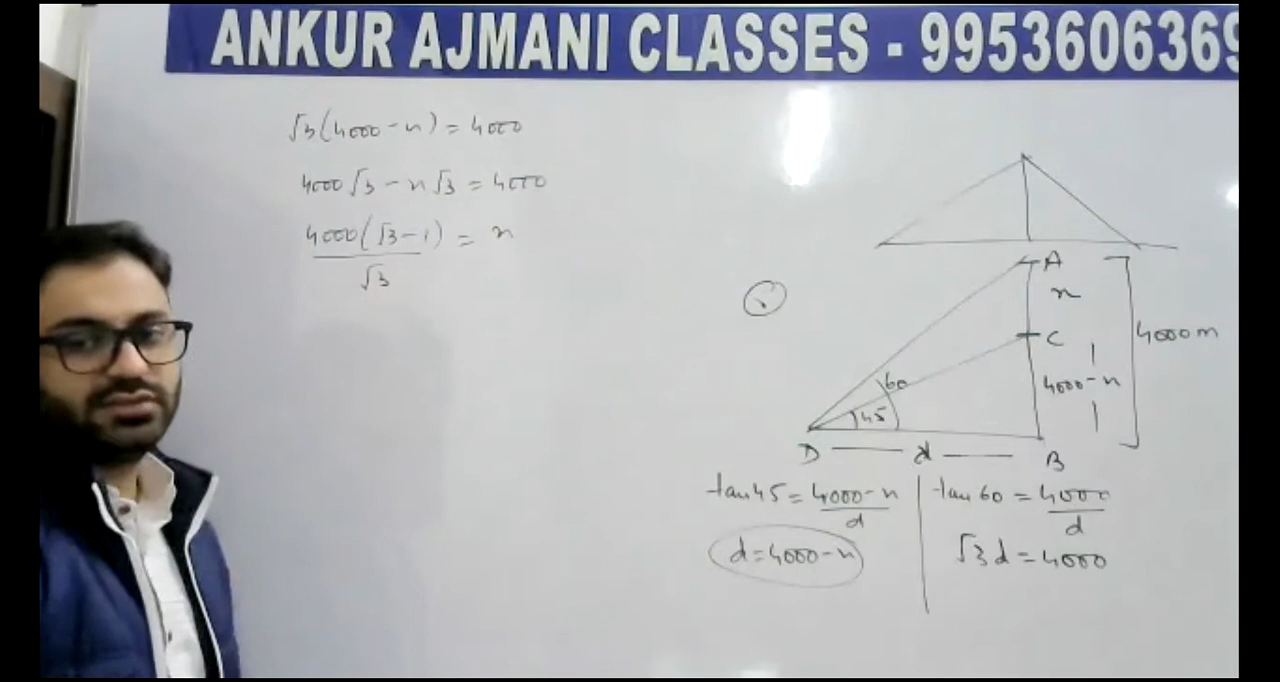 ANKUR AJMANI CLASSES - 9953606369
√3(4000-x) = 4000
4000√3 - x√3 = 4000
4000(√3-1) = x
√3
A
x
C
4000m
4000-x
60
45
D d B
tan45 = 4000-x
d
d = 4000-x
tan60 = 4000
d
√3d = 4000